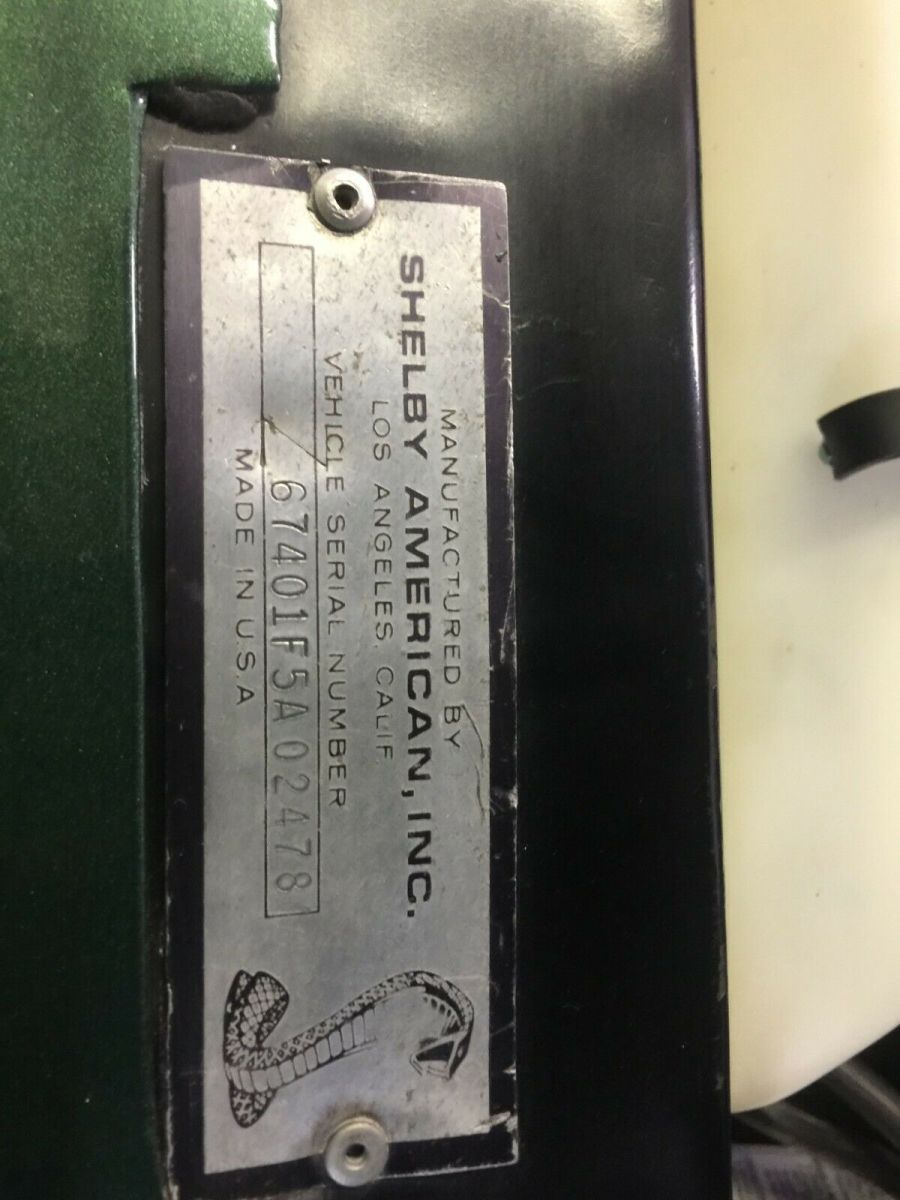 MANUFACTURED BY
SHELBY AMERICAN, INC.
LOS ANGELES, CALIF.
VEHICLE SERIAL NUMBER
67401F5A02478
MADE IN U.S.A